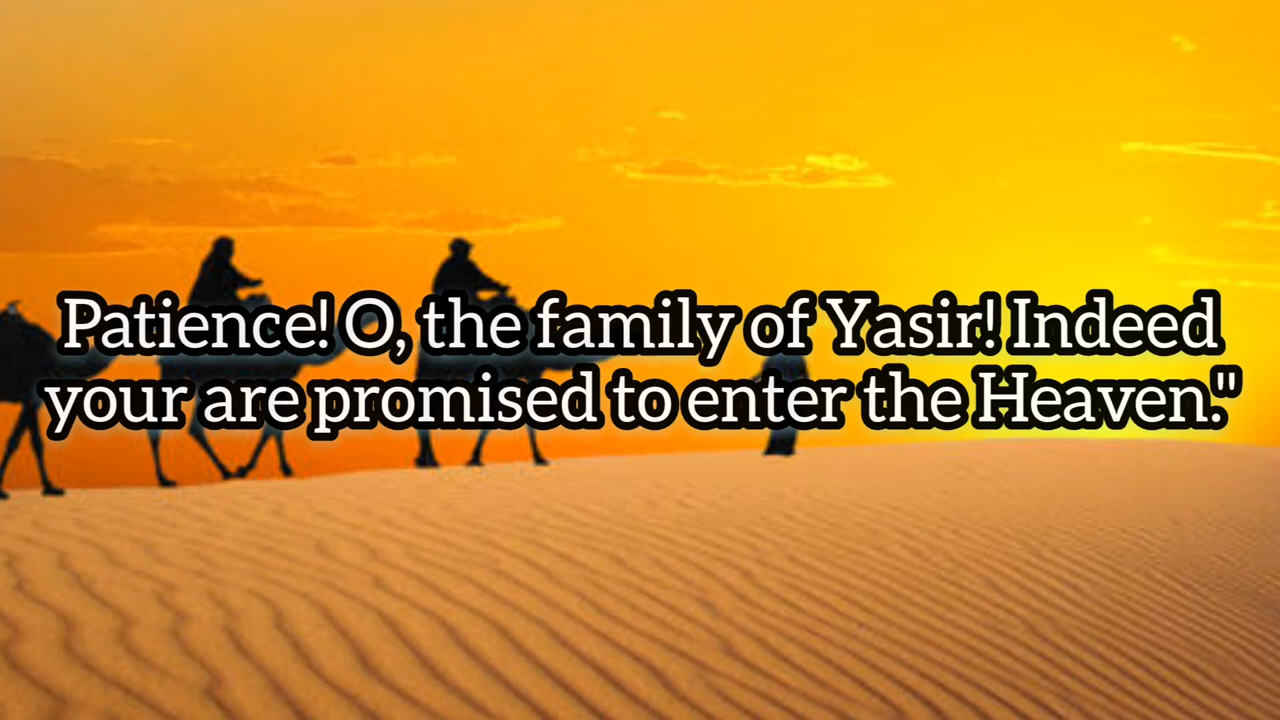 Patience! O, the family of Yasir! Indeed
your are promised to enter the Heaven."